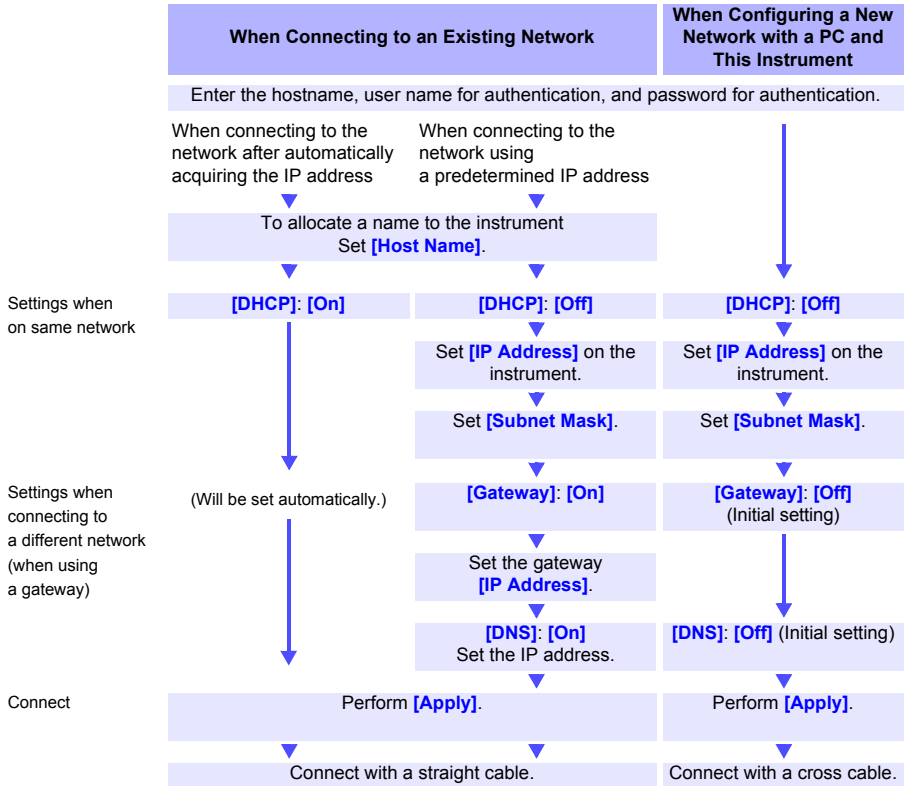 When Connecting to an Existing Network
When Configuring a New
Network with a PC and
This Instrument
Enter the hostname, user name for authentication, and password for authentication.
When connecting to the
network after automatically
acquiring the IP address
When connecting to the
network using
a predetermined IP address
To allocate a name to the instrument
Set [Host Name].
Settings when
on same network
[DHCP]: [On]
[DHCP]: [Off]
[DHCP]: [Off]
Set [IP Address] on the
instrument.
Set [IP Address] on the
instrument.
Set [Subnet Mask].
Set [Subnet Mask].
Settings when
connecting to
a different network
(when using
a gateway)
(Will be set automatically.)
[Gateway]: [On]
[Gateway]: [Off]
(Initial setting)
Set the gateway
[IP Address].
[DNS]: [On]
Set the IP address.
[DNS]: [Off] (Initial setting)
Connect
Perform [Apply].
Perform [Apply].
Connect with a straight cable.
Connect with a cross cable.